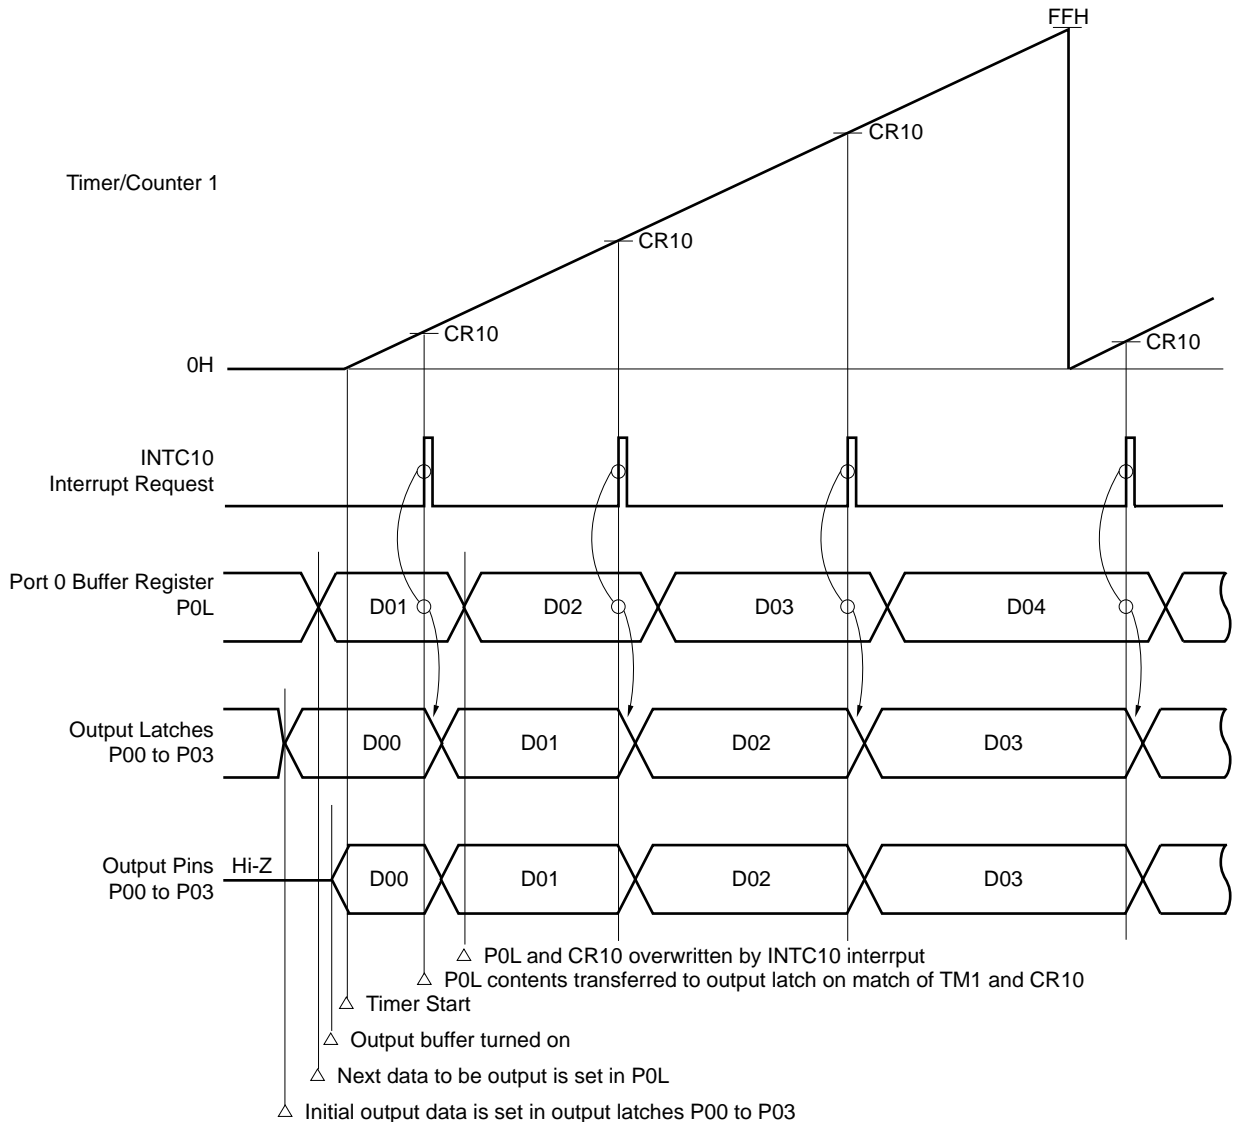 FFH
CR10
Timer/Counter 1
CR10
CR10
CR10
0H
INTC10
Interrupt Request
Port 0 Buffer Register
P0L
D01
D02
D03
D04
Output Latches
P00 to P03
D00
D01
D02
D03
Output Pins
P00 to P03
Hi-Z
D00
D01
D02
D03
P0L and CR10 overwritten by INTC10 interrput
P0L contents transferred to output latch on match of TM1 and CR10
Timer Start
Output buffer turned on
Next data to be output is set in P0L
Initial output data is set in output latches P00 to P03